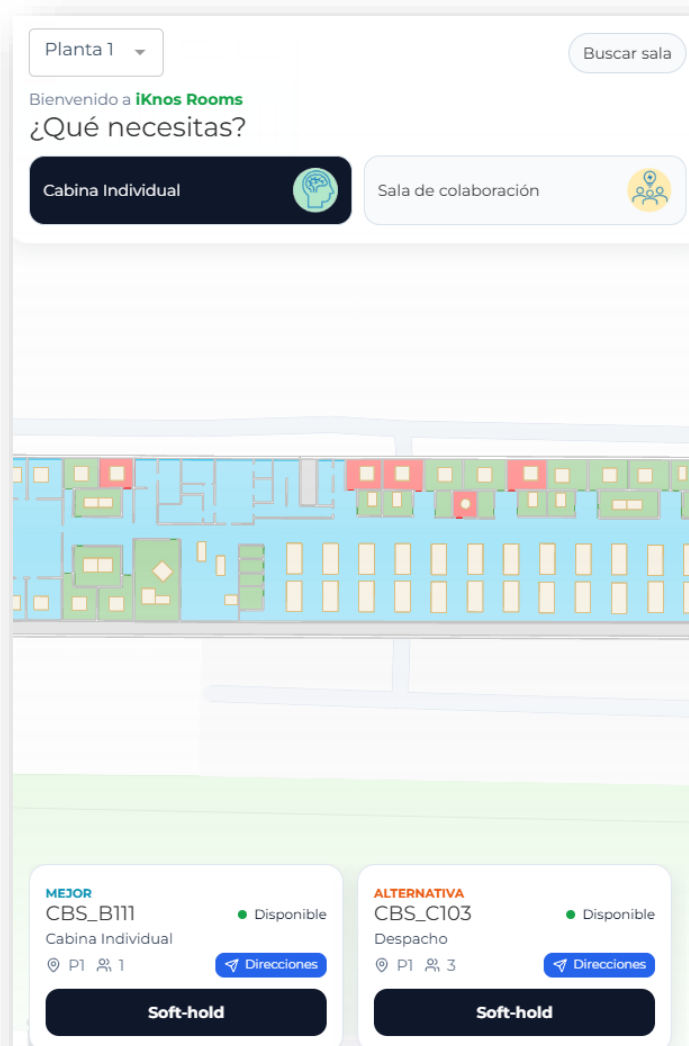 Planta 1
Buscar sala
Bienvenido a iKnos Rooms
¿Qué necesitas?
Cabina Individual
Sala de colaboración
MEJOR
CBS_B111
Disponible
Cabina Individual
P1 1
Direcciones
Soft-hold
ALTERNATIVA
CBS_C103
Disponible
Despacho
P1 3
Direcciones
Soft-hold